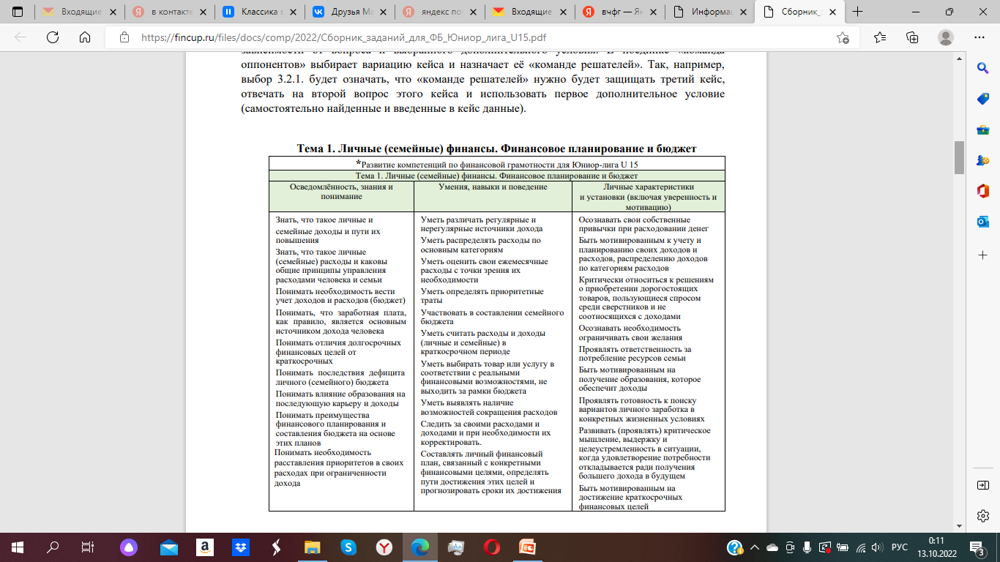 Входящие
в контакте
Классика в
Друзья Ма
яндекс по
Входящие
вчфг — Ян
Информац
Сборник_
https://fincup.ru/files/docs/comp/2022/Сборник_заданий_для_ФБ_Юниор_лига_U15.pdf
зависимости от вопроса и выбранного дополнительного условия. В поединке «команда
оппонентов» выбирает вариацию кейса и назначает её «команде решателей». Так, например,
выбор 3.2.1. будет означать, что «команде решателей» нужно будет защищать третий кейс,
отвечать на второй вопрос этого кейса и использовать первое дополнительное условие
(самостоятельно найденные и введенные в кейс данные).
Тема 1. Личные (семейные) финансы. Финансовое планирование и бюджет
*Развитие компетенций по финансовой грамотности для Юниор-лига U 15
Тема 1. Личные (семейные) финансы. Финансовое планирование и бюджет
Осведомлённость, знания и
понимание
Умения, навыки и поведение
Личные характеристики
и установки (включая уверенность и
мотивацию)
Знать, что такое личные и
семейные доходы и пути их
повышения
Знать, что такое личные
(семейные) расходы и каковы
общие принципы управления
расходами человека и семьи
Понимать необходимость вести
учет доходов и расходов (бюджет)
Понимать, что заработная плата,
как правило, является основным
источником дохода человека
Понимать отличия долгосрочных
финансовых целей от
краткосрочных
Понимать последствия дефицита
личного (семейного) бюджета
Понимать влияние образования на
последующую карьеру и доходы
Понимать преимущества
финансового планирования и
составления бюджета на основе
этих планов
Понимать необходимость
расставления приоритетов в своих
расходах при ограниченности
дохода
Уметь различать регулярные и
нерегулярные источники дохода
Уметь распределять расходы по
основным категориям
Уметь оценить свои ежемесячные
расходы с точки зрения их
необходимости
Уметь определять приоритетные
траты
Участвовать в составлении семейного
бюджета
Уметь считать расходы и доходы
(личные и семейные) в
краткосрочном периоде
Уметь выбирать товар или услугу в
соответствии с реальными
финансовыми возможностями, не
выходить за рамки бюджета
Уметь выявлять наличие
возможностей сокращения расходов
Следить за своими расходами и
доходами и при необходимости их
корректировать.
Составлять личный финансовый
план, связанный с конкретными
финансовыми целями, определять
пути достижения этих целей и
прогнозировать сроки их достижения
Осознавать свои собственные
привычки при расходовании денег
Быть мотивированным к учету и
планированию своих доходов и
расходов, распределению доходов
по категориям расходов
Критически относиться к решениям
о приобретении дорогостоящих
товаров, пользующиеся спросом
среди сверстников и не
соотносящихся с доходами
Осознавать необходимость
ограничивать свои желания
Проявлять ответственность за
потребление ресурсов семьи
Быть мотивированным на
получение образования, которое
обеспечит доходы
Проявлять готовность к поиску
вариантов личного заработка в
конкретных жизненных условиях
Развивать (проявлять) критическое
мышление, выдержку и
целеустремленность в ситуации,
когда удовлетворение потребности
откладывается ради получения
большего дохода в будущем
Быть мотивированным на
достижение краткосрочных
финансовых целей
РУС
0:11
13.10.2022
3